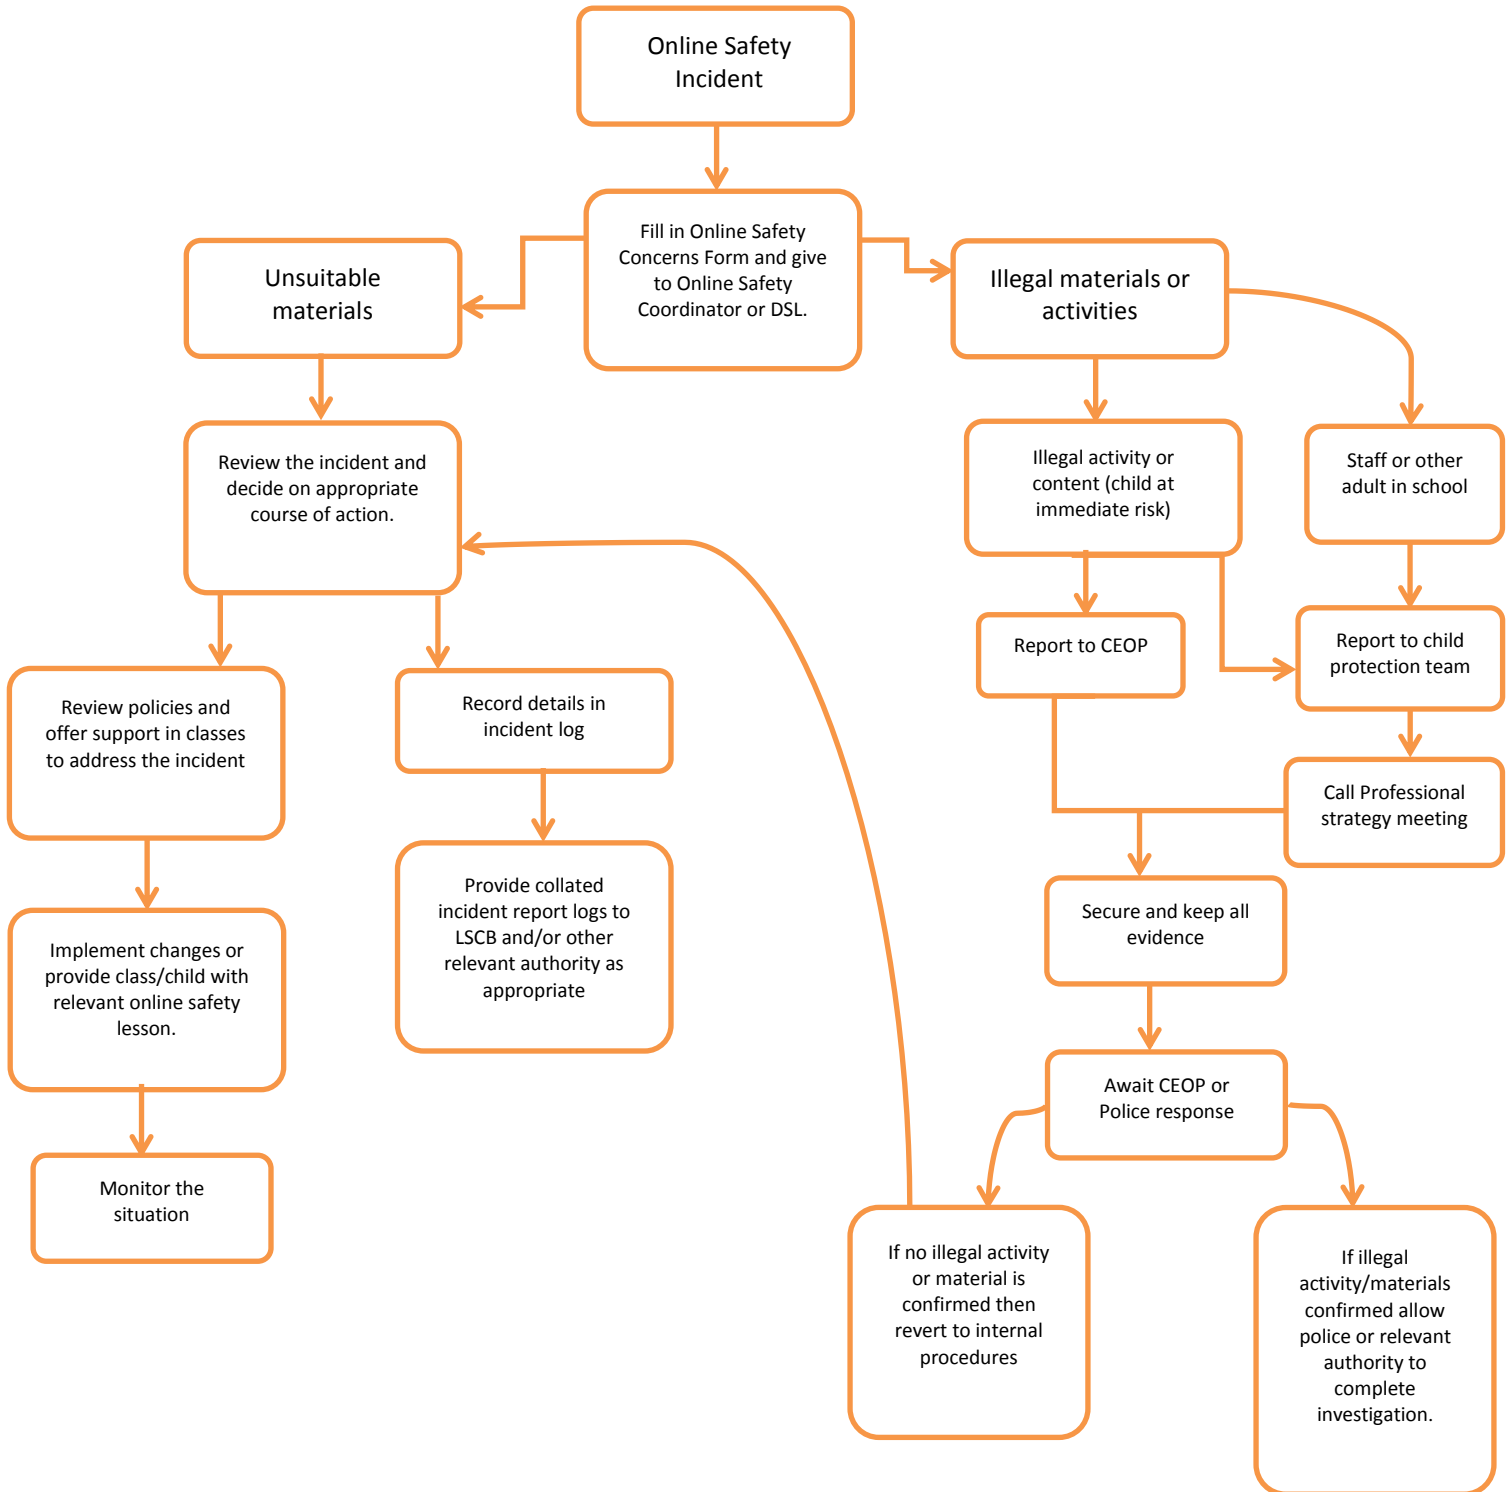 Online Safety
Incident
Fill in Online Safety
Concerns Form and give
to Online Safety
Coordinator or DSL.
Unsuitable
materials
Illegal materials or
activities
Review the incident and
decide on appropriate
course of action.
Illegal activity or
content (child at
immediate risk)
Staff or other
adult in school
Report to CEOP
Report to child
protection team
Review policies and
offer support in classes
to address the incident
Record details in
incident log
Call Professional
strategy meeting
Provide collated
incident report logs to
LSCB and/or other
relevant authority as
appropriate
Secure and keep all
evidence
Implement changes or
provide class/child with
relevant online safety
lesson.
Await CEOP or
Police response
Monitor the
situation
If no illegal activity
or material is
confirmed then
revert to internal
procedures
If illegal
activity/materials
confirmed allow
police or relevant
authority to
complete
investigation.